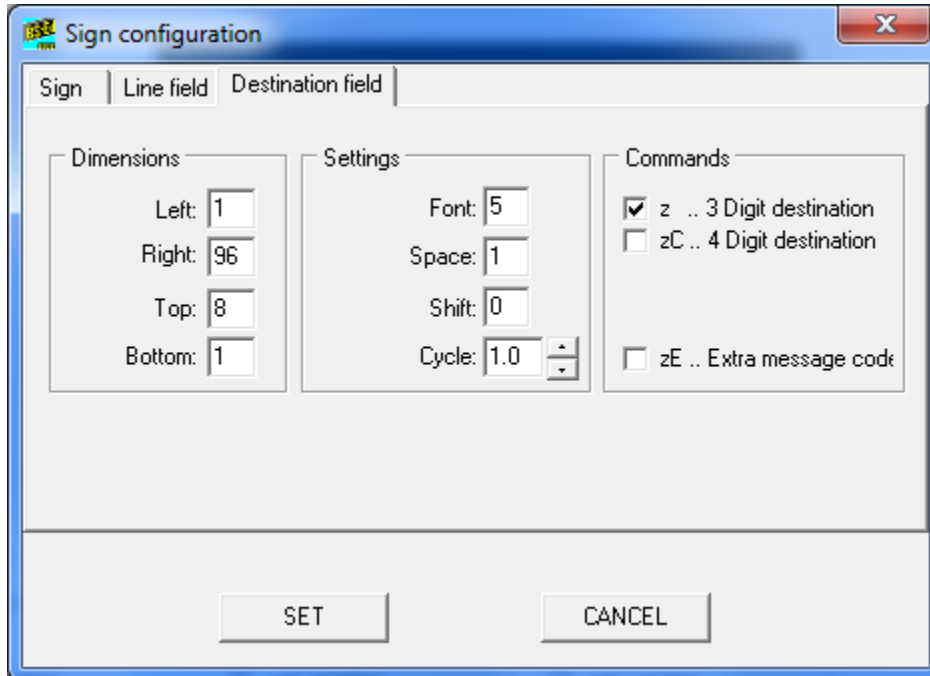 Sign configuration
Sign Line field Destination field
Dimensions
Left: 1
Right: 96
Top: 8
Bottom: 1
Settings
Font: 5
Space: 1
Shift: 0
Cycle: 1.0
Commands
z .. 3 Digit destination
zC .. 4 Digit destination
zE .. Extra message code
SET CANCEL